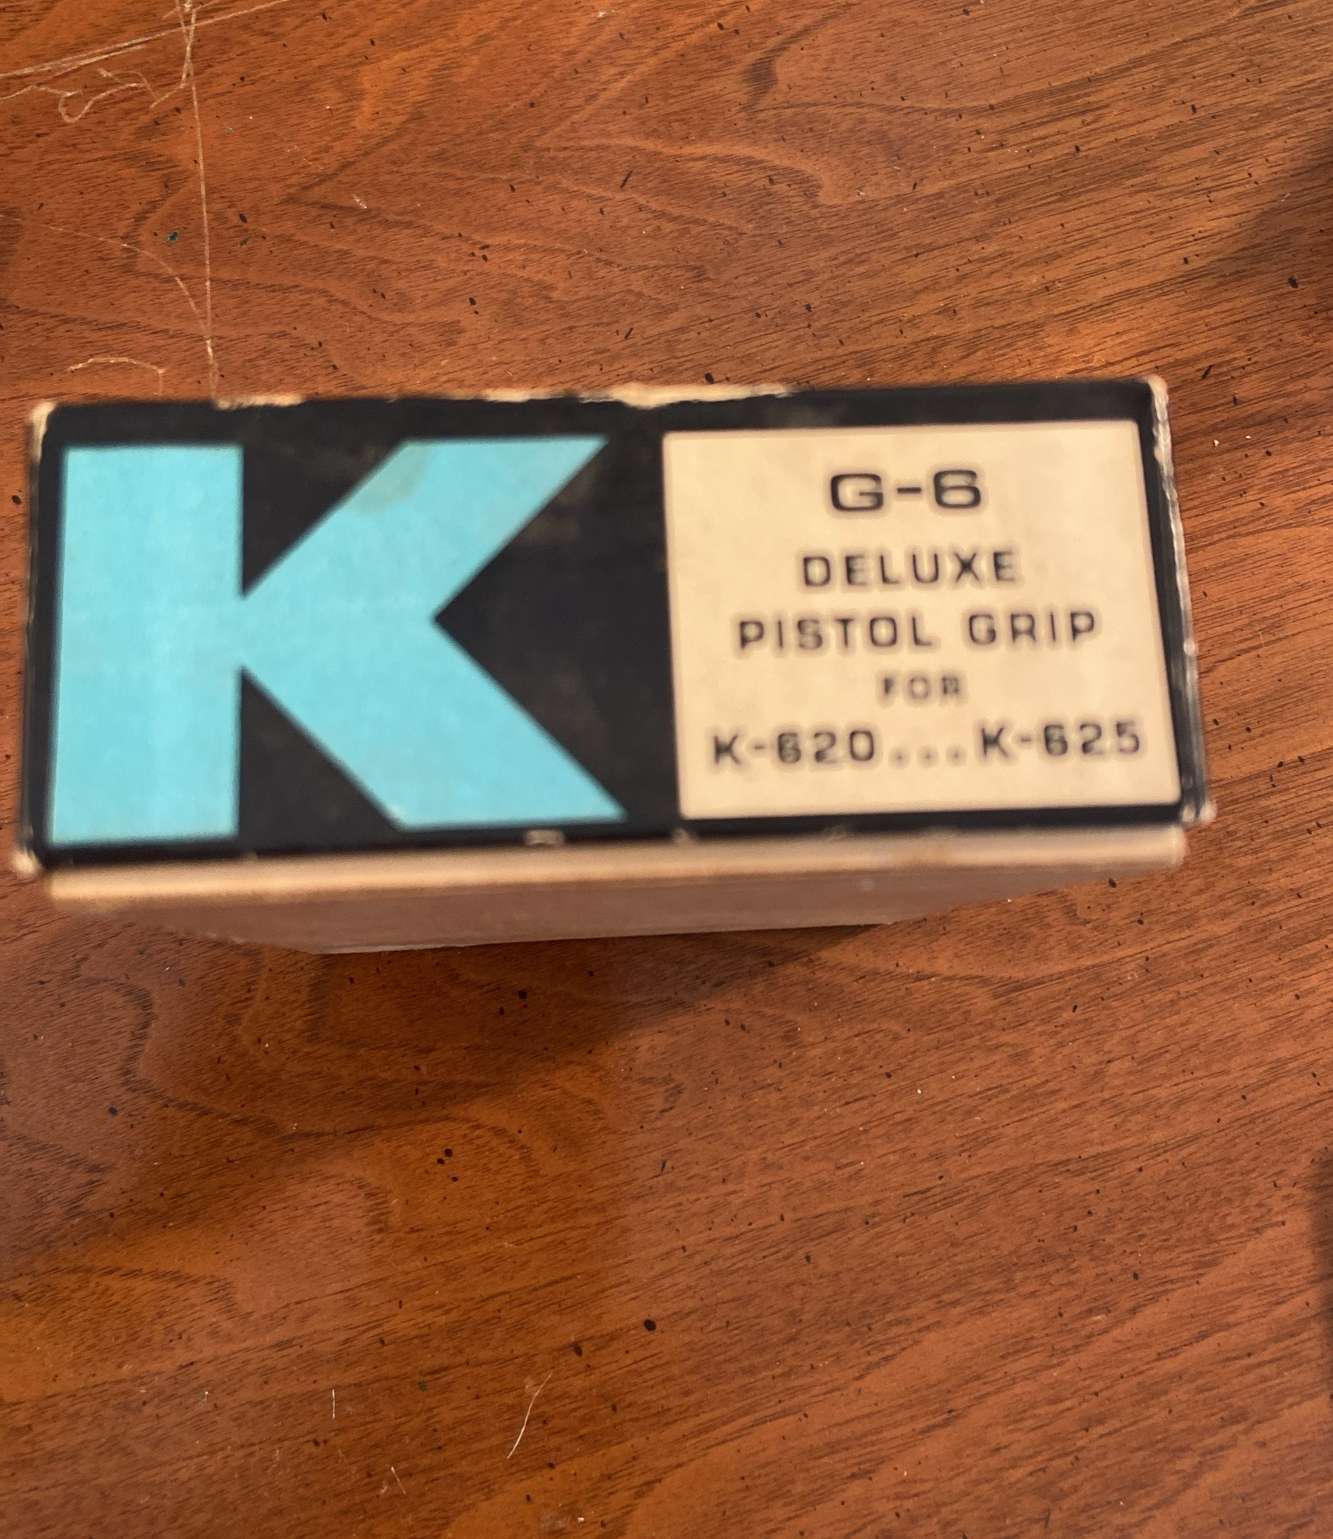 K
G-6
DELUXE
PISTOL GRIP
FOR
K-620...K-625